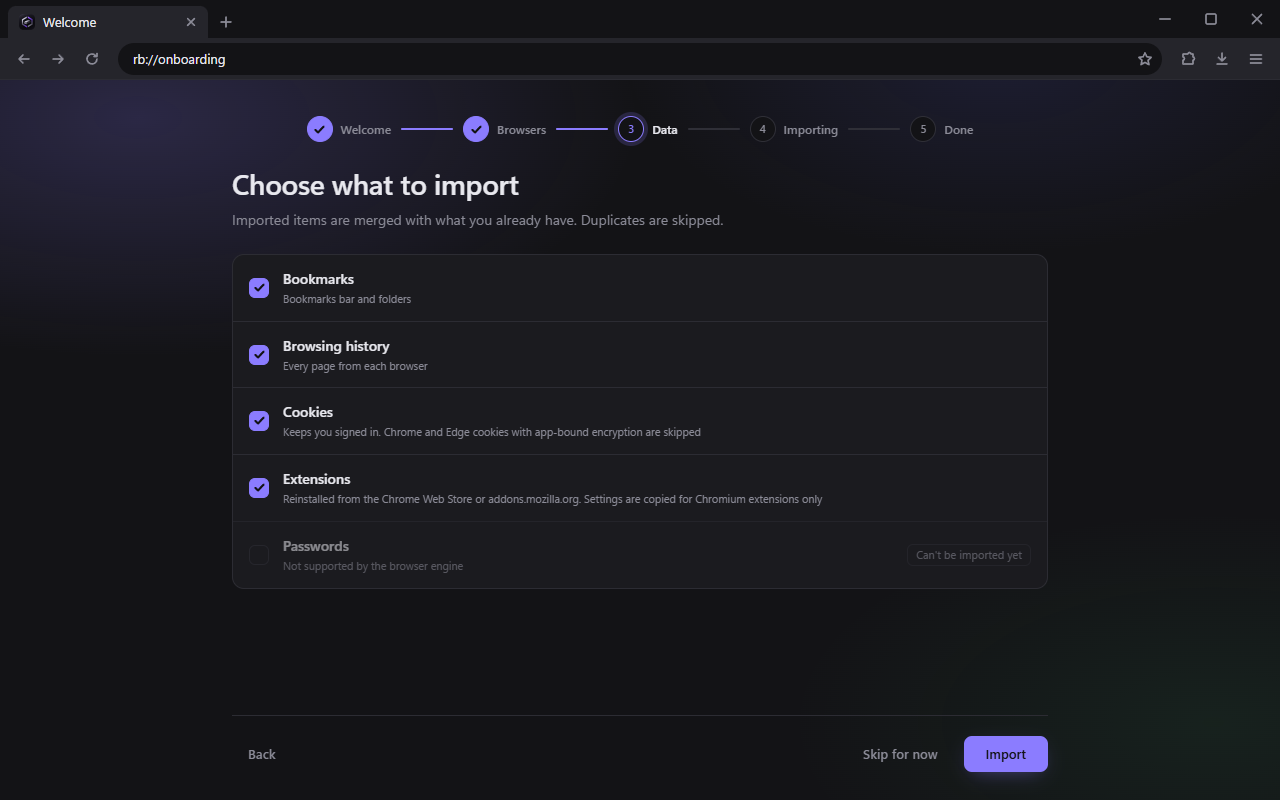 Welcome
rb://onboarding
Welcome
Browsers
3 Data
4 Importing
5 Done
Choose what to import
Imported items are merged with what you already have. Duplicates are skipped.
Bookmarks
Bookmarks bar and folders
Browsing history
Every page from each browser
Cookies
Keeps you signed in. Chrome and Edge cookies with app-bound encryption are skipped
Extensions
Reinstalled from the Chrome Web Store or addons.mozilla.org. Settings are copied for Chromium extensions only
Passwords
Not supported by the browser engine
Can't be imported yet
Back
Skip for now
Import